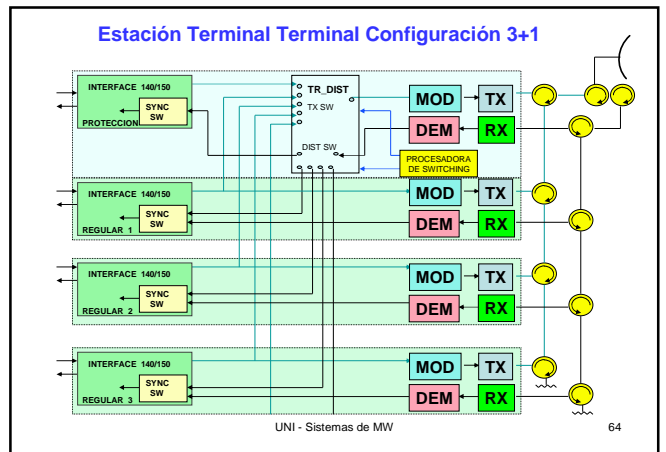 Estación Terminal Terminal Configuración 3+1
INTERFACE 140/150
SYNC
SW
PROTECCION
TR_DIST
TX SW
DIST SW
MOD
TX
DEM
RX
PROCESADORA
DE SWITCHING
INTERFACE 140/150
SYNC
SW
REGULAR 1
MOD
TX
DEM
RX
INTERFACE 140/150
SYNC
SW
REGULAR 2
MOD
TX
DEM
RX
INTERFACE 140/150
SYNC
SW
REGULAR 3
MOD
TX
DEM
RX
UNI - Sistemas de MW
64